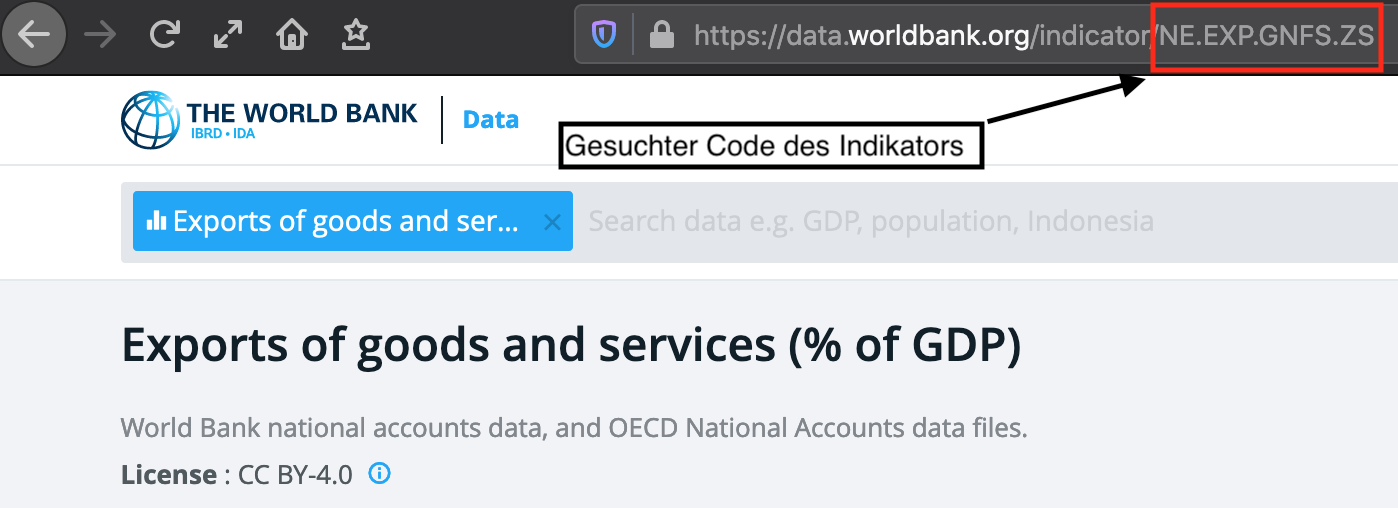 https://data.worldbank.org/indicator/NE.EXP.GNFS.ZS
THE WORLD BANK
IBRD • IDA
Data
Gesuchter Code des Indikators
Exports of goods and ser...
Search data e.g. GDP, population, Indonesia
Exports of goods and services (% of GDP)
World Bank national accounts data, and OECD National Accounts data files.
License : CC BY-4.0